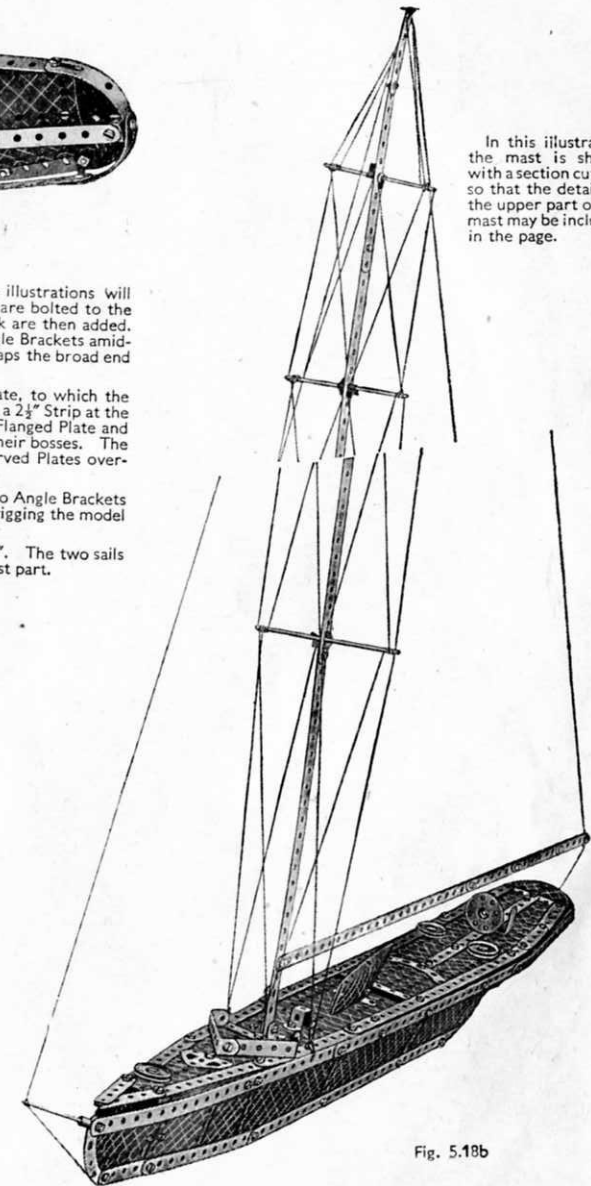 In this illustra
the mast is sh
with a section cu
so that the detai
the upper part o
mast may be inclu
in the page.
illustrations will
are bolted to the
k are then added.
le Brackets amid-
aps the broad end
ate, to which the
a 2½″ Strip at the
Flanged Plate and
heir bosses. The
rved Plates over-
o Angle Brackets
rigging the model
″. The two sails
st part.
Fig. 5.18b